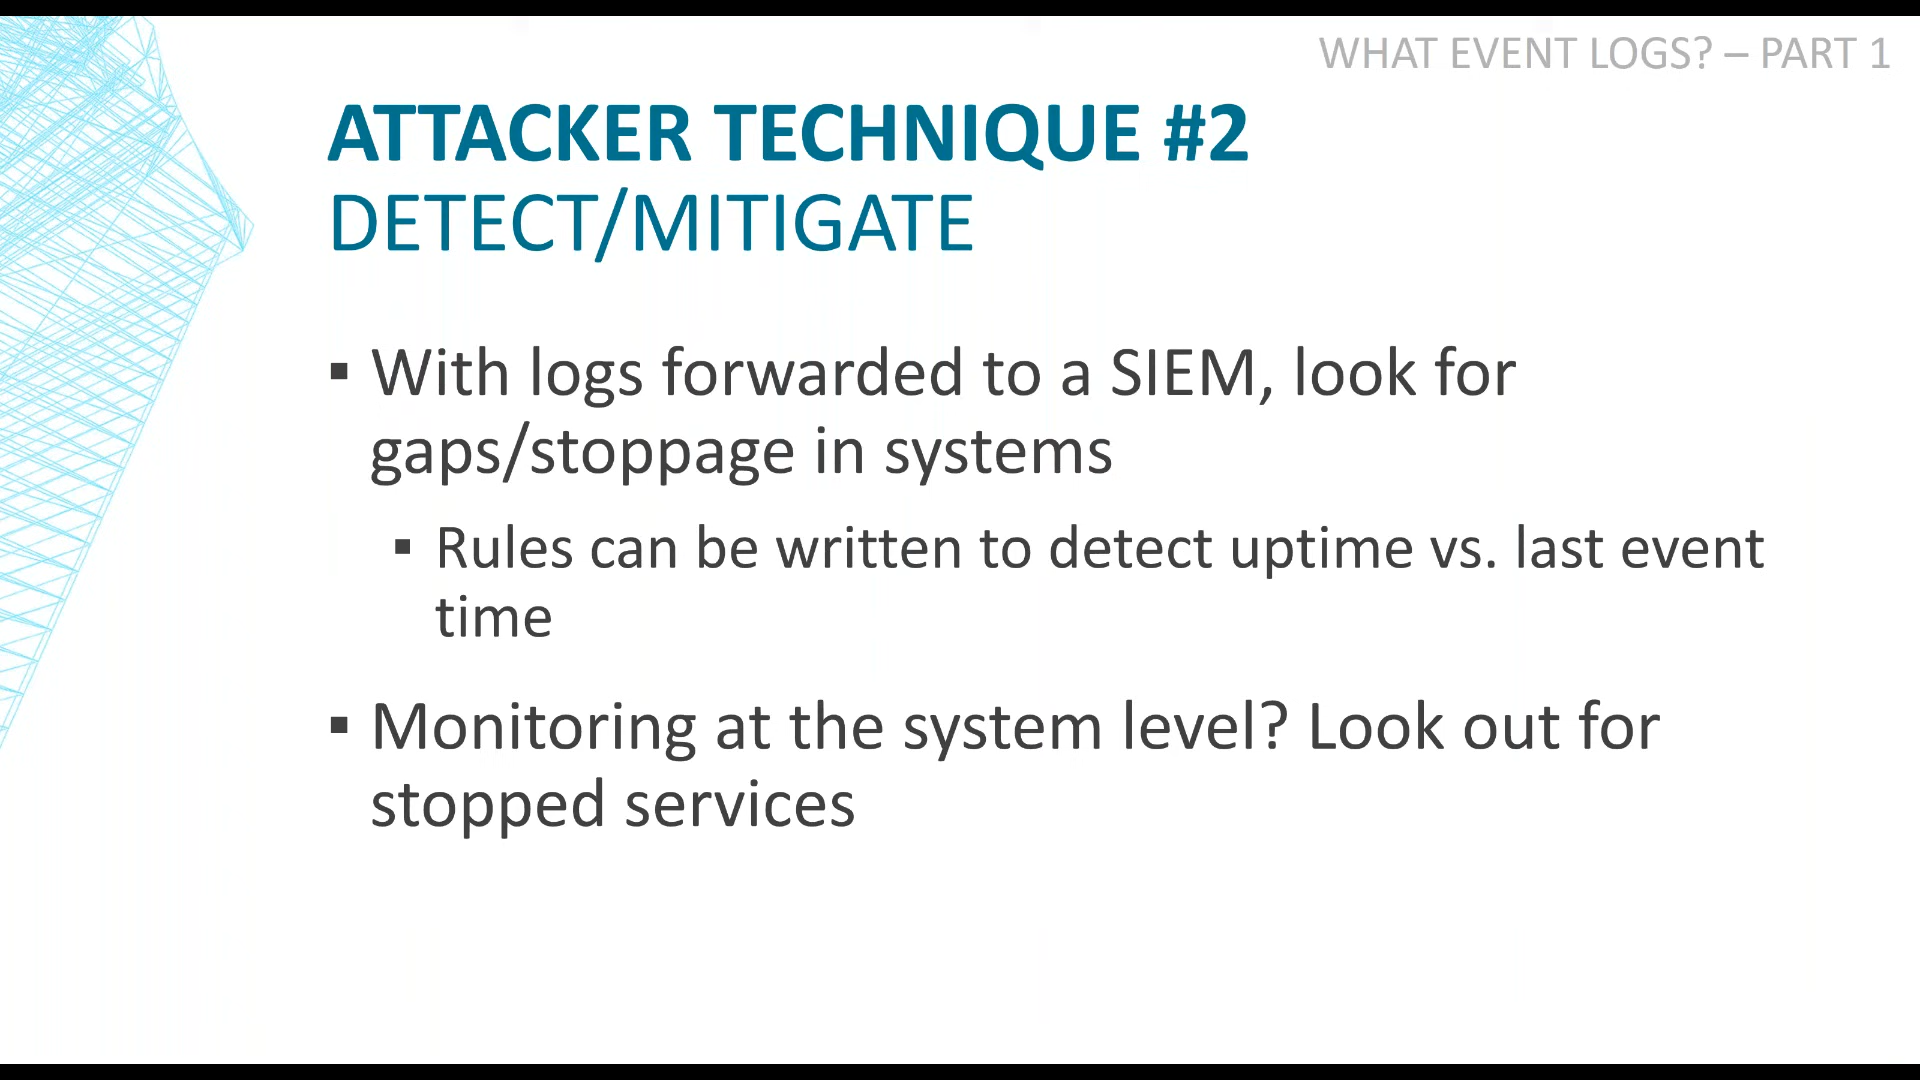 WHAT EVENT LOGS? – PART 1
ATTACKER TECHNIQUE #2
DETECT/MITIGATE
▪ With logs forwarded to a SIEM, look for
gaps/stoppage in systems
▪ Rules can be written to detect uptime vs. last event
time
▪ Monitoring at the system level? Look out for
stopped services